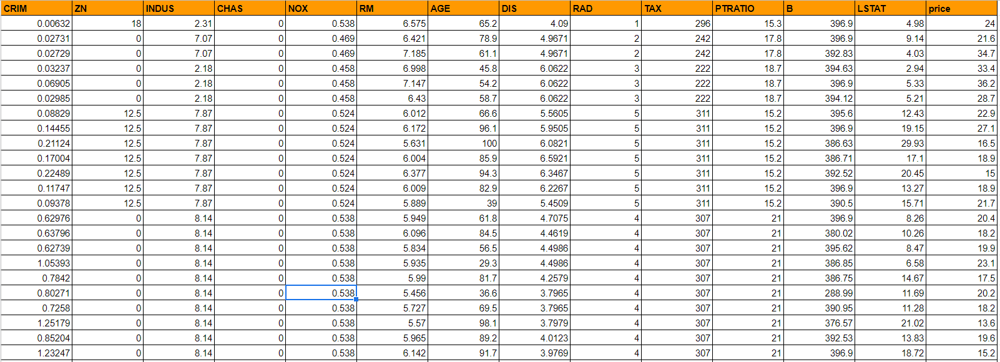 CRIM ZN INDUS CHAS NOX RM AGE DIS RAD TAX PTRATIO B LSTAT price
0.00632 18 2.31 0 0.538 6.575 65.2 4.09 1 296 15.3 396.9 4.98 24
0.02731 0 7.07 0 0.469 6.421 78.9 4.9671 2 242 17.8 396.9 9.14 21.6
0.02729 0 7.07 0 0.469 7.185 61.1 4.9671 2 242 17.8 392.83 4.03 34.7
0.03237 0 2.18 0 0.458 6.998 45.8 6.0622 3 222 18.7 394.63 2.94 33.4
0.06905 0 2.18 0 0.458 7.147 54.2 6.0622 3 222 18.7 396.9 5.33 36.2
0.02985 0 2.18 0 0.458 6.43 58.7 6.0622 3 222 18.7 394.12 5.21 28.7
0.08829 12.5 7.87 0 0.524 6.012 66.6 5.5605 5 311 15.2 395.6 12.43 22.9
0.14455 12.5 7.87 0 0.524 6.172 96.1 5.9505 5 311 15.2 396.9 19.15 27.1
0.21124 12.5 7.87 0 0.524 5.631 100 6.0821 5 311 15.2 386.63 29.93 16.5
0.17004 12.5 7.87 0 0.524 6.004 85.9 6.5921 5 311 15.2 386.71 17.1 18.9
0.22489 12.5 7.87 0 0.524 6.377 94.3 6.3467 5 311 15.2 392.52 20.45 15
0.11747 12.5 7.87 0 0.524 6.009 82.9 6.2267 5 311 15.2 396.9 13.27 18.9
0.09378 12.5 7.87 0 0.524 5.889 39 5.4509 5 311 15.2 390.5 15.71 21.7
0.62976 0 8.14 0 0.538 5.949 61.8 4.7075 4 307 21 396.9 8.26 20.4
0.63796 0 8.14 0 0.538 6.096 84.5 4.4619 4 307 21 380.02 10.26 18.2
0.62739 0 8.14 0 0.538 5.834 56.5 4.4986 4 307 21 395.62 8.47 19.9
1.05393 0 8.14 0 0.538 5.935 29.3 4.4986 4 307 21 386.85 6.58 23.1
0.7842 0 8.14 0 0.538 5.99 81.7 4.2579 4 307 21 386.75 14.67 17.5
0.80271 0 8.14 0 0.538 5.456 36.6 3.7965 4 307 21 288.99 11.69 20.2
0.7258 0 8.14 0 0.538 5.727 69.5 3.7965 4 307 21 390.95 11.28 18.2
1.25179 0 8.14 0 0.538 5.57 98.1 3.7979 4 307 21 376.57 21.02 13.6
0.85204 0 8.14 0 0.538 5.965 89.2 4.0123 4 307 21 392.53 13.83 19.6
1.23247 0 8.14 0 0.538 6.142 91.7 3.9769 4 307 21 396.9 18.72 15.2